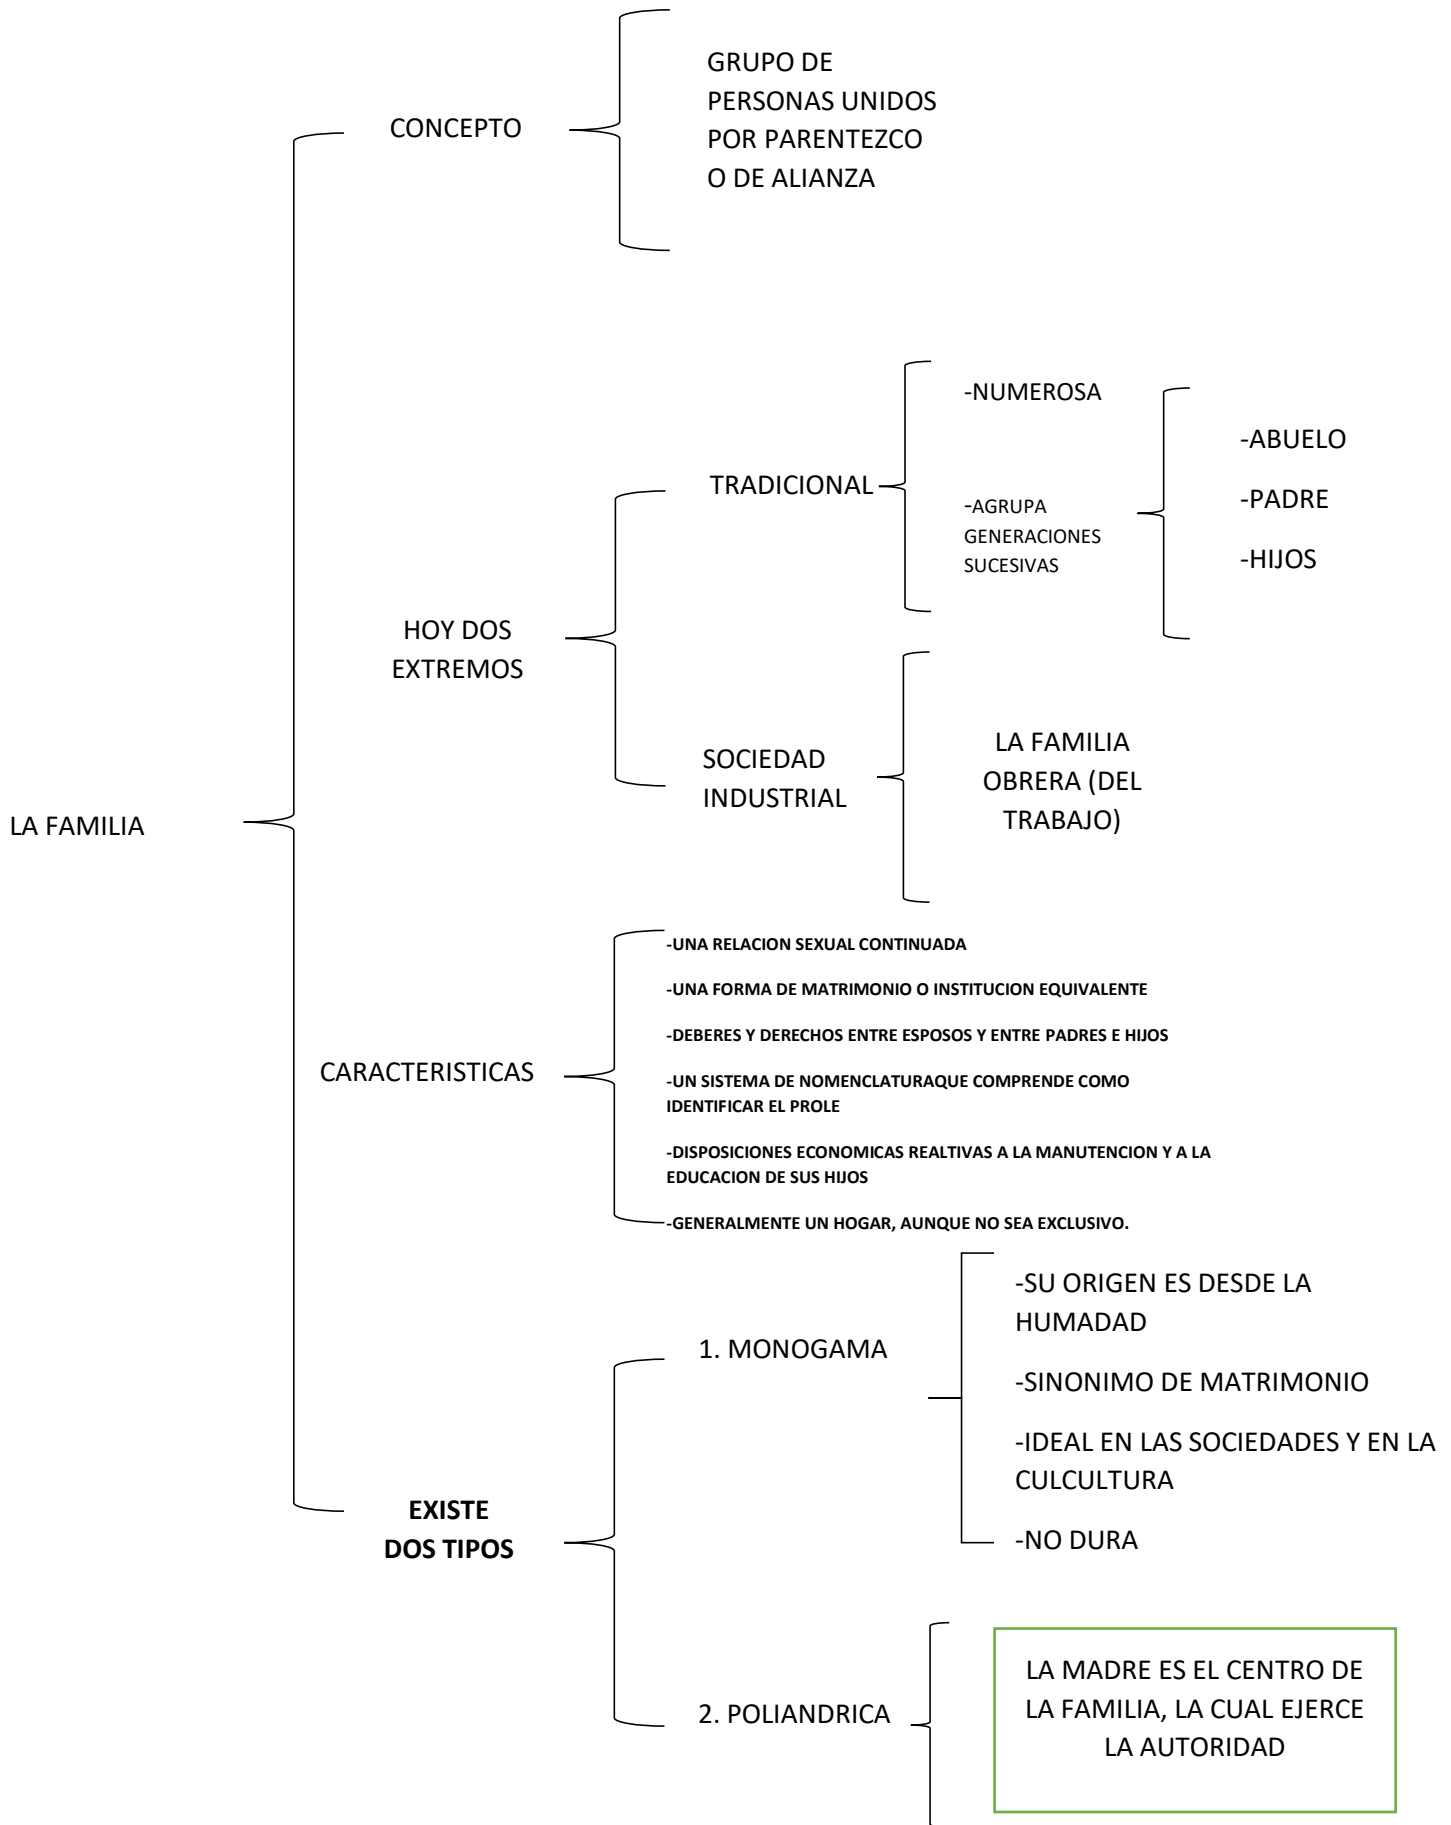 GRUPO DE
PERSONAS UNIDOS
POR PARENTEZCO
O DE ALIANZA
CONCEPTO
-NUMEROSA
-ABUELO
TRADICIONAL
-PADRE
-AGRUPA
GENERACIONES
SUCESIVAS
-HIJOS
HOY DOS
EXTREMOS
LA FAMILIA
OBRERA (DEL
TRABAJO)
SOCIEDAD
INDUSTRIAL
LA FAMILIA
-UNA RELACION SEXUAL CONTINUADA
-UNA FORMA DE MATRIMONIO O INSTITUCION EQUIVALENTE
-DEBERES Y DERECHOS ENTRE ESPOSOS Y ENTRE PADRES E HIJOS
CARACTERISTICAS
-UN SISTEMA DE NOMENCLATURAQUE COMPRENDE COMO
IDENTIFICAR EL PROLE
-DISPOSICIONES ECONOMICAS REALTIVAS A LA MANUTENCION Y A LA
EDUCACION DE SUS HIJOS
-GENERALMENTE UN HOGAR, AUNQUE NO SEA EXCLUSIVO.
-SU ORIGEN ES DESDE LA
HUMADAD
1. MONOGAMA
-SINONIMO DE MATRIMONIO
-IDEAL EN LAS SOCIEDADES Y EN LA
CULCULTURA
-NO DURA
EXISTE
DOS TIPOS
LA MADRE ES EL CENTRO DE
LA FAMILIA, LA CUAL EJERCE
LA AUTORIDAD
2. POLIANDRICA